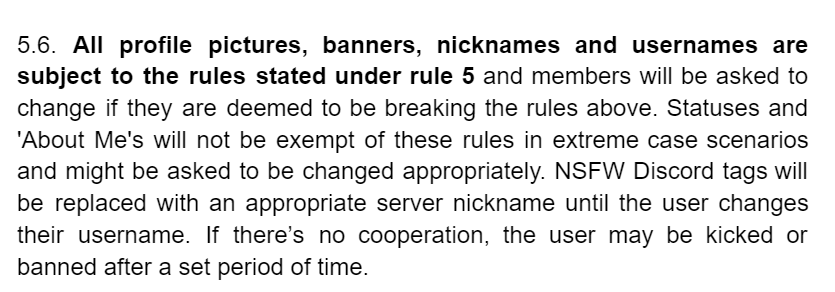 5.6. All profile pictures, banners, nicknames and usernames are
subject to the rules stated under rule 5 and members will be asked to
change if they are deemed to be breaking the rules above. Statuses and
'About Me's will not be exempt of these rules in extreme case scenarios
and might be asked to be changed appropriately. NSFW Discord tags will
be replaced with an appropriate server nickname until the user changes
their username. If there’s no cooperation, the user may be kicked or
banned after a set period of time.